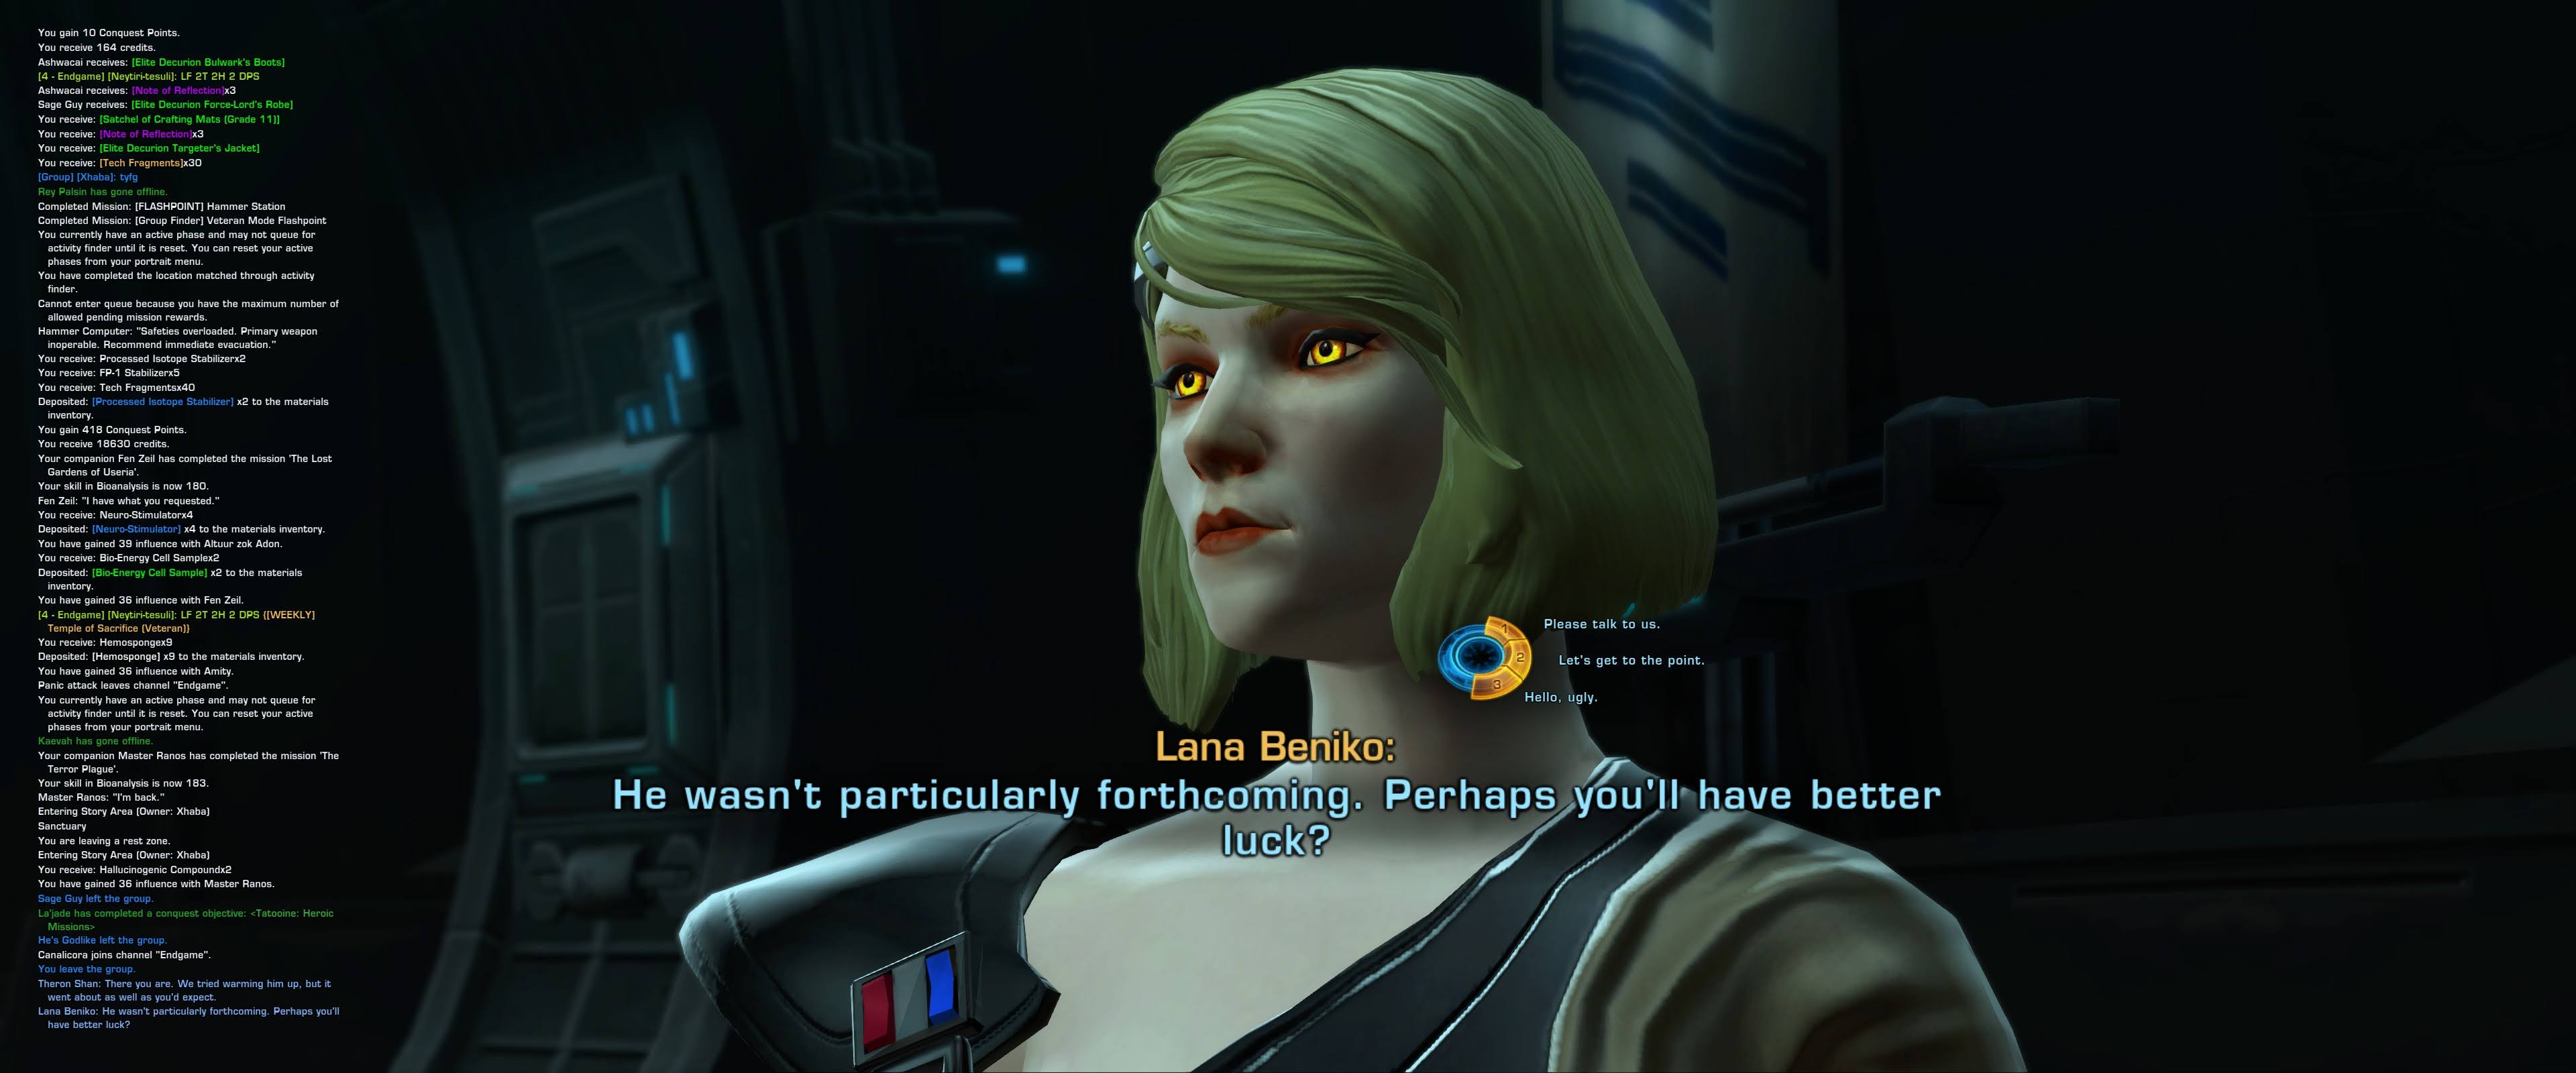 You gain 10 Conquest Points.
You receive 164 credits.
Ashwacai receives: [Elite Decurion Bulwark's Boots]
[4 - Endgame] [Neytiri-tesuli]: LF 2T 2H 2 DPS
Ashwacai receives: [Note of Reflection]x3
Sage Guy receives: [Elite Decurion Force-Lord's Robe]
You receive: [Satchel of Crafting Mats (Grade 11)]
You receive: [Note of Reflection]x3
You receive: [Elite Decurion Targeter's Jacket]
You receive: [Tech Fragments]x30
[Group] [Xhaba]: tyfg
Rey Palsin has gone offline.
Completed Mission: [FLASHPOINT] Hammer Station
Completed Mission: [Group Finder] Veteran Mode Flashpoint
You currently have an active phase and may not queue for
activity finder until it is reset. You can reset your active
phases from your portrait menu.
You have completed the location matched through activity
finder.
Cannot enter queue because you have the maximum number of
allowed pending mission rewards.
Hammer Computer: "Safeties overloaded. Primary weapon
inoperable. Recommend immediate evacuation."
You receive: Processed Isotope Stabilizerx2
You receive: FP-1 Stabilizerx5
You receive: Tech Fragmentsx40
Deposited: [Processed Isotope Stabilizer] x2 to the materials
inventory.
You gain 418 Conquest Points.
You receive 18630 credits.
Your companion Fen Zeil has completed the mission 'The Lost
Gardens of Useria'.
Your skill in Bioanalysis is now 180.
Fen Zeil: "I have what you requested."
You receive: Neuro-Stimulatorx4
Deposited: [Neuro-Stimulator] x4 to the materials inventory.
You have gained 39 influence with Altuur zok Adon.
You receive: Bio-Energy Cell Samplex2
Deposited: [Bio-Energy Cell Sample] x2 to the materials
inventory.
You have gained 36 influence with Fen Zeil.
[4 - Endgame] [Neytiri-tesuli]: LF 2T 2H 2 DPS {[WEEKLY]
Temple of Sacrifice (Veteran)}
You receive: Hemospongex9
Deposited: [Hemosponge] x9 to the materials inventory.
You have gained 36 influence with Amity.
Panic attack leaves channel "Endgame".
You currently have an active phase and may not queue for
activity finder until it is reset. You can reset your active
phases from your portrait menu.
Kaevah has gone offline.
Your companion Master Ranos has completed the mission 'The
Terror Plague'.
Your skill in Bioanalysis is now 183.
Master Ranos: "I'm back."
Entering Story Area (Owner: Xhaba)
Sanctuary
You are leaving a rest zone.
Entering Story Area (Owner: Xhaba)
You receive: Hallucinogenic Compoundx2
You have gained 36 influence with Master Ranos.
Sage Guy left the group.
La'jade has completed a conquest objective: <Tatooine: Heroic
Missions>
He's Godlike left the group.
Canalicora joins channel "Endgame".
You leave the group.
Theron Shan: There you are. We tried warming him up, but it
went about as well as you'd expect.
Lana Beniko: He wasn't particularly forthcoming. Perhaps you'll
have better luck?
1 Please talk to us.
2 Let's get to the point.
3 Hello, ugly.
Lana Beniko:
He wasn't particularly forthcoming. Perhaps you'll have better
luck?